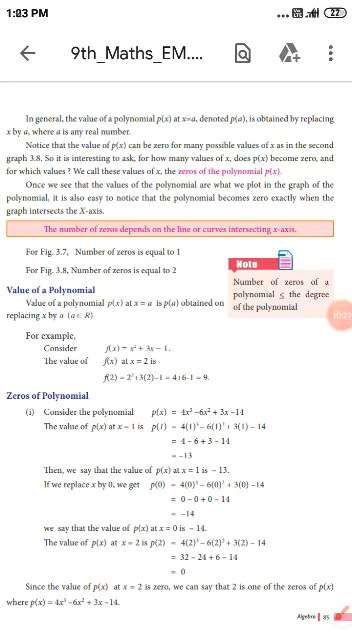 1:23 PM
22
9th_Maths_EM....
In general, the value of a polynomial p(x) at x=a, denoted p(a), is obtained by replacing
x by a, where a is any real number.
Notice that the value of p(x) can be zero for many possible values of x as in the second
graph 3.8. So it is interesting to ask, for how many values of x, does p(x) become zero, and
for which values ? We call these values of x, the zeros of the polynomial p(x).
Once we see that the values of the polynomial are what we plot in the graph of the
polynomial, it is also easy to notice that the polynomial becomes zero exactly when the
graph intersects the X-axis.
The number of zeros depends on the line or curves intersecting x-axis.
For Fig. 3.7, Number of zeros is equal to 1
For Fig. 3.8, Number of zeros is equal to 2
Note
Number of zeros of a
polynomial ≤ the degree
of the polynomial
Value of a Polynomial
Value of a polynomial p(x) at x = a is p(a) obtained on
replacing x by a (a ∈ R)
For example,
Consider f(x) = x² + 3x − 1.
The value of f(x) at x = 2 is
f(2) = 2²+3(2)−1 = 4+6-1 = 9.
Zeros of Polynomial
(i) Consider the polynomial p(x) = 4x³ −6x² + 3x −14
The value of p(x) at x = 1 is p(1) = 4(1)³ − 6(1)² + 3(1) − 14
= 4 − 6 + 3 − 14
= −13
Then, we say that the value of p(x) at x = 1 is − 13.
If we replace x by 0, we get p(0) = 4(0)³ − 6(0)² + 3(0) −14
= 0 − 0 + 0 − 14
= −14
we say that the value of p(x) at x = 0 is − 14.
The value of p(x) at x = 2 is p(2) = 4(2)³ − 6(2)² + 3(2) − 14
= 32 − 24 + 6 − 14
= 0
Since the value of p(x) at x = 2 is zero, we can say that 2 is one of the zeros of p(x)
where p(x) = 4x³ −6x² + 3x −14.
Algebra 89